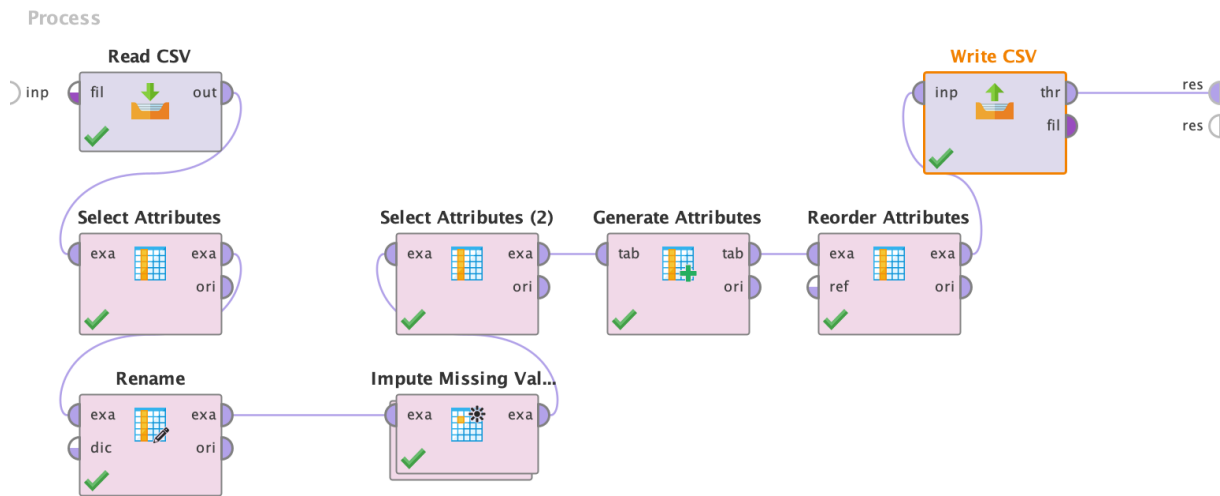 Process
Read CSV
inp
fil
out
Write CSV
inp
thr
fil
res
res
Select Attributes
exa
exa
ori
Select Attributes (2)
exa
exa
ori
Generate Attributes
tab
tab
ori
Reorder Attributes
exa
exa
ref
ori
Rename
exa
exa
dic
ori
Impute Missing Val...
exa
exa